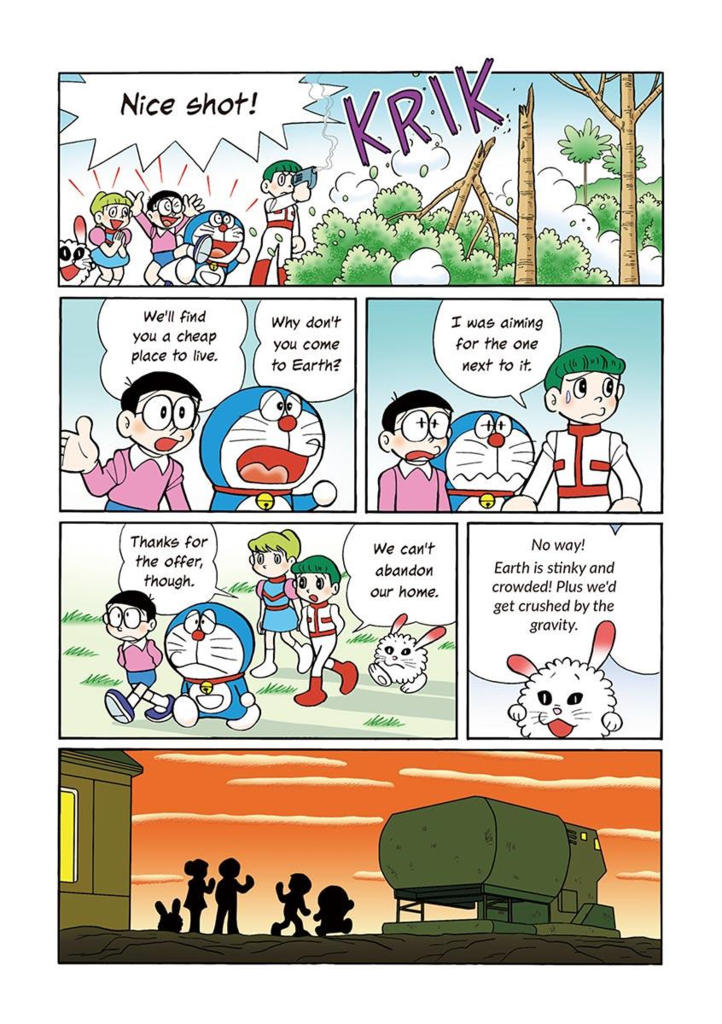 Nice shot!
KRIK
Why don't
you come
to Earth?
We'll find
you a cheap
place to live.
I was aiming
for the one
next to it.
We can't
abandon
our home.
Thanks for
the offer,
though.
No way!
Earth is stinky and
crowded! Plus we'd
get crushed by the
gravity.